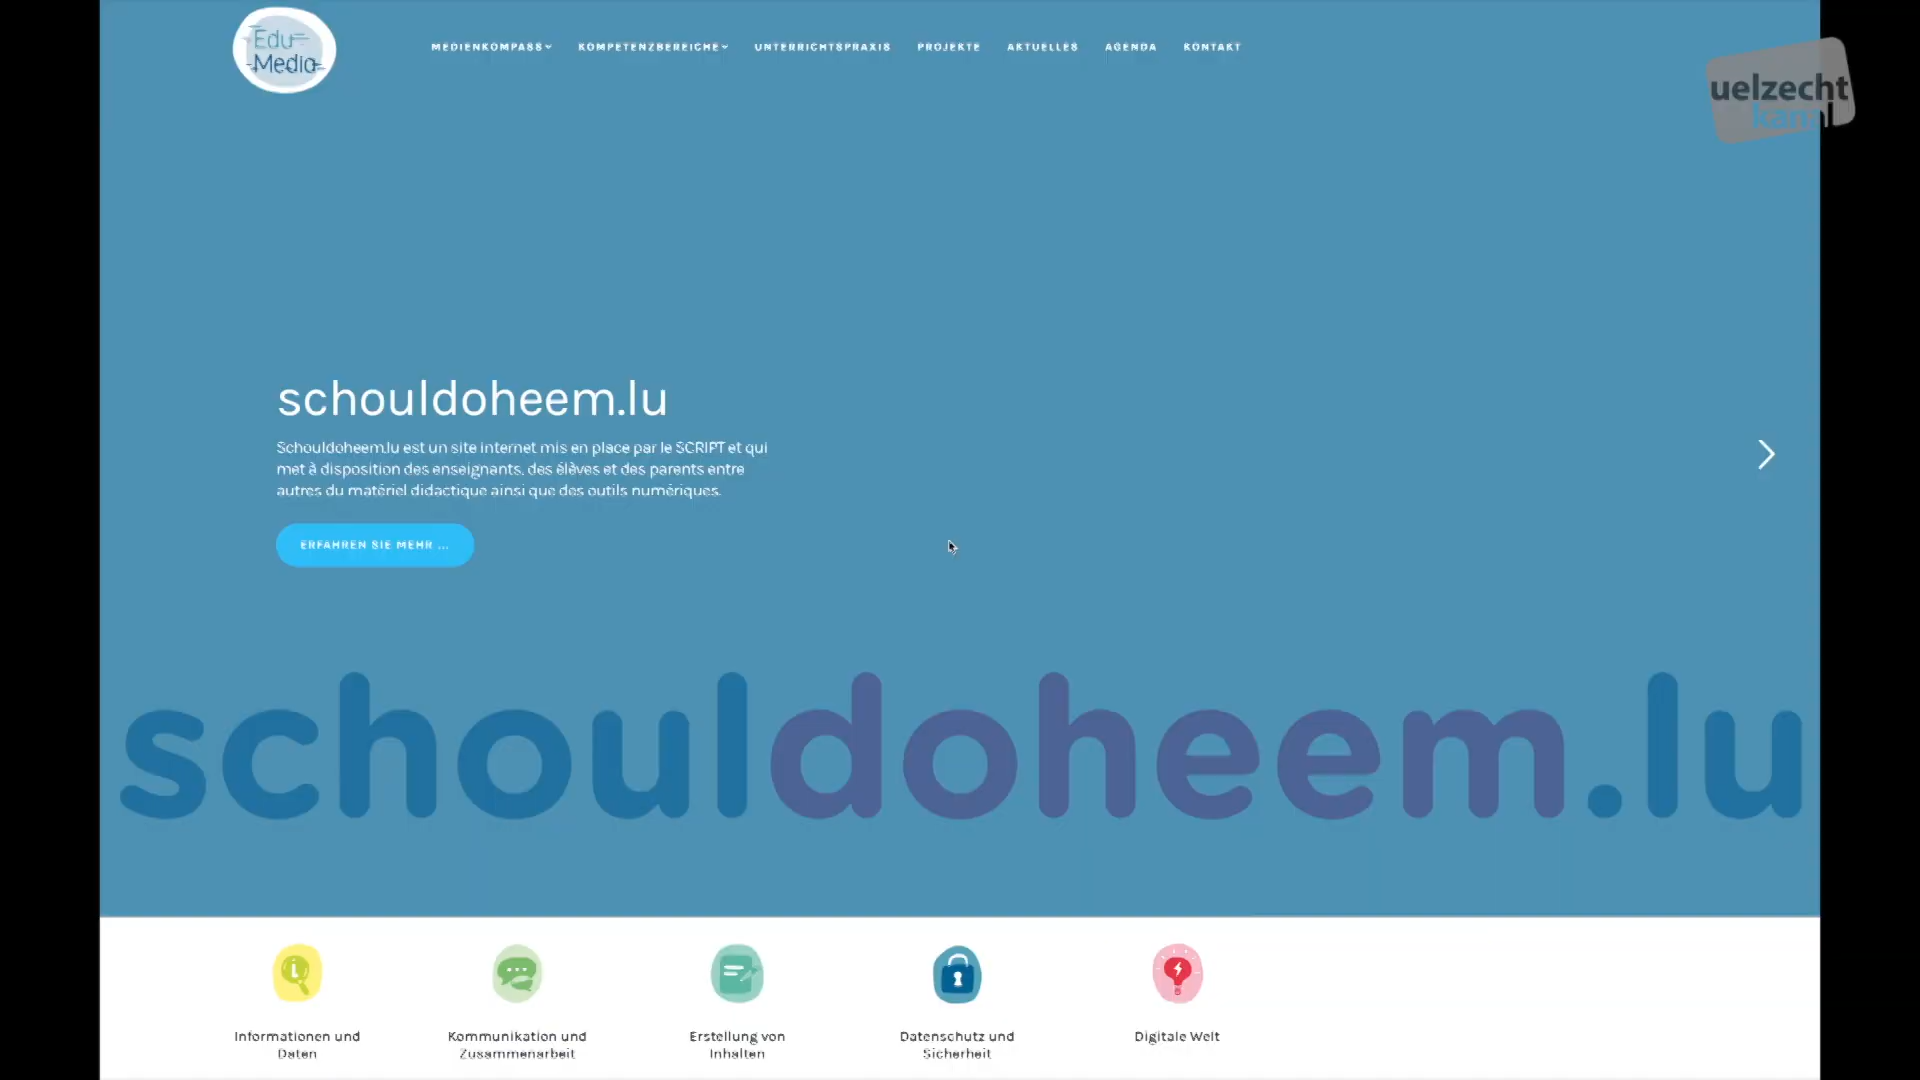 Edu
Media
MEDIENKOMPASS
KOMPETENZBEREICHE
UNTERRICHTSPRAXIS
PROJEKTE
AKTUELLES
AGENDA
KONTAKT
uelzecht
kanal
schouldoheem.lu
Schouldoheem.lu est un site internet mis en place par le SCRIPT et qui
met à disposition des enseignants, des élèves et des parents entre
autres du matériel didactique ainsi que des outils numériques.
ERFAHREN SIE MEHR ...
schouldoheem.lu
Informationen und
Daten
Kommunikation und
Zusammenarbeit
Erstellung von
Inhalten
Datenschutz und
Sicherheit
Digitale Welt